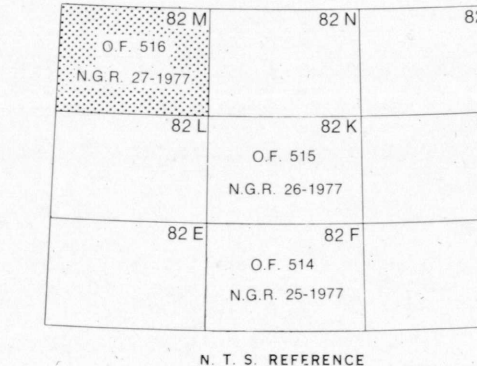 82 M
82 N
O.F. 516
N.G.R. 27-1977
82 L
82 K
O.F. 515
N.G.R. 26-1977
82 E
82 F
O.F. 514
N.G.R. 25-1977
N. T. S. REFERENCE